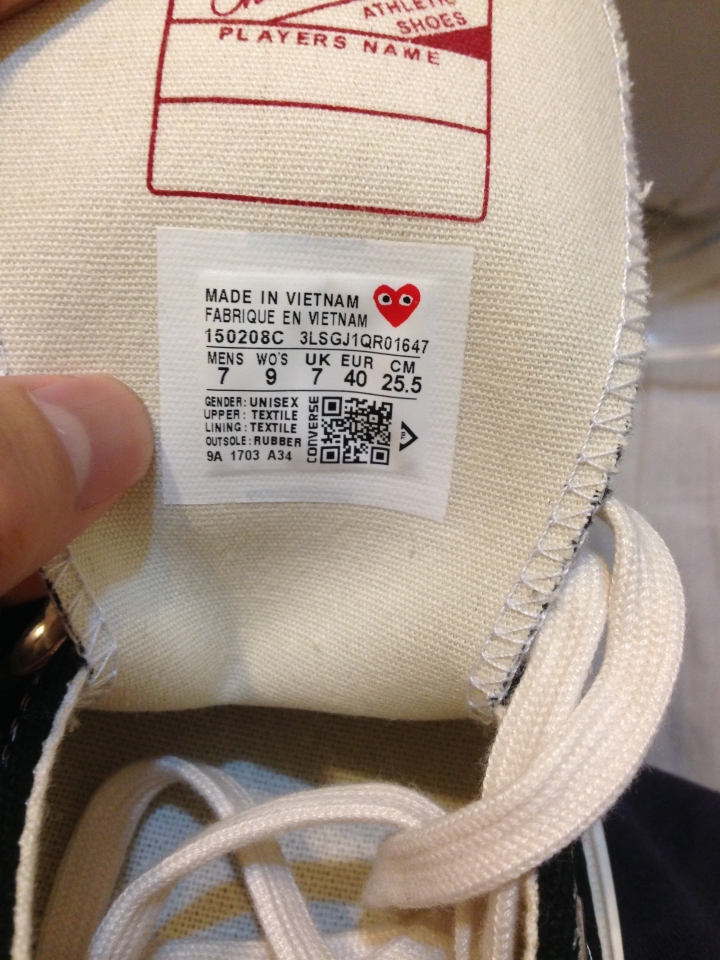 ATHLETIC
SHOES
PLAYERS NAME
MADE IN VIETNAM
FABRIQUE EN VIETNAM
150208C 3LSGJ1QR01647
MENS WO'S UK EUR CM
7 9 7 40 25.5
GENDER: UNISEX
UPPER: TEXTILE
LINING: TEXTILE
OUTSOLE: RUBBER
9A 1703 A34
CONVERSE